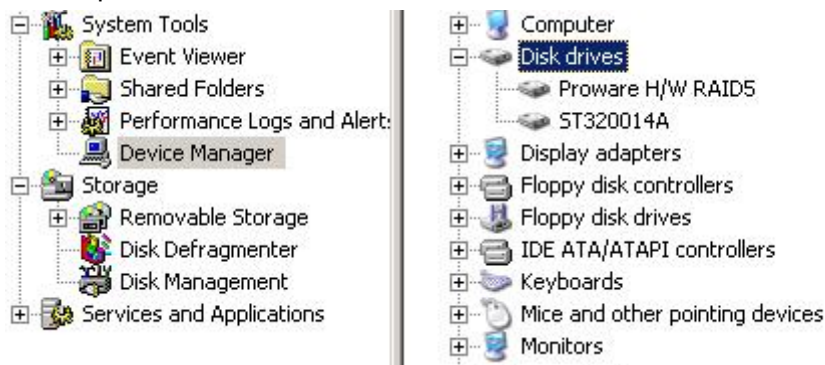 System Tools
Event Viewer
Shared Folders
Performance Logs and Alert
Device Manager
Storage
Removable Storage
Disk Defragmenter
Disk Management
Services and Applications
Computer
Disk drives
Proware H/W RAID5
ST320014A
Display adapters
Floppy disk controllers
Floppy disk drives
IDE ATA/ATAPI controllers
Keyboards
Mice and other pointing devices
Monitors